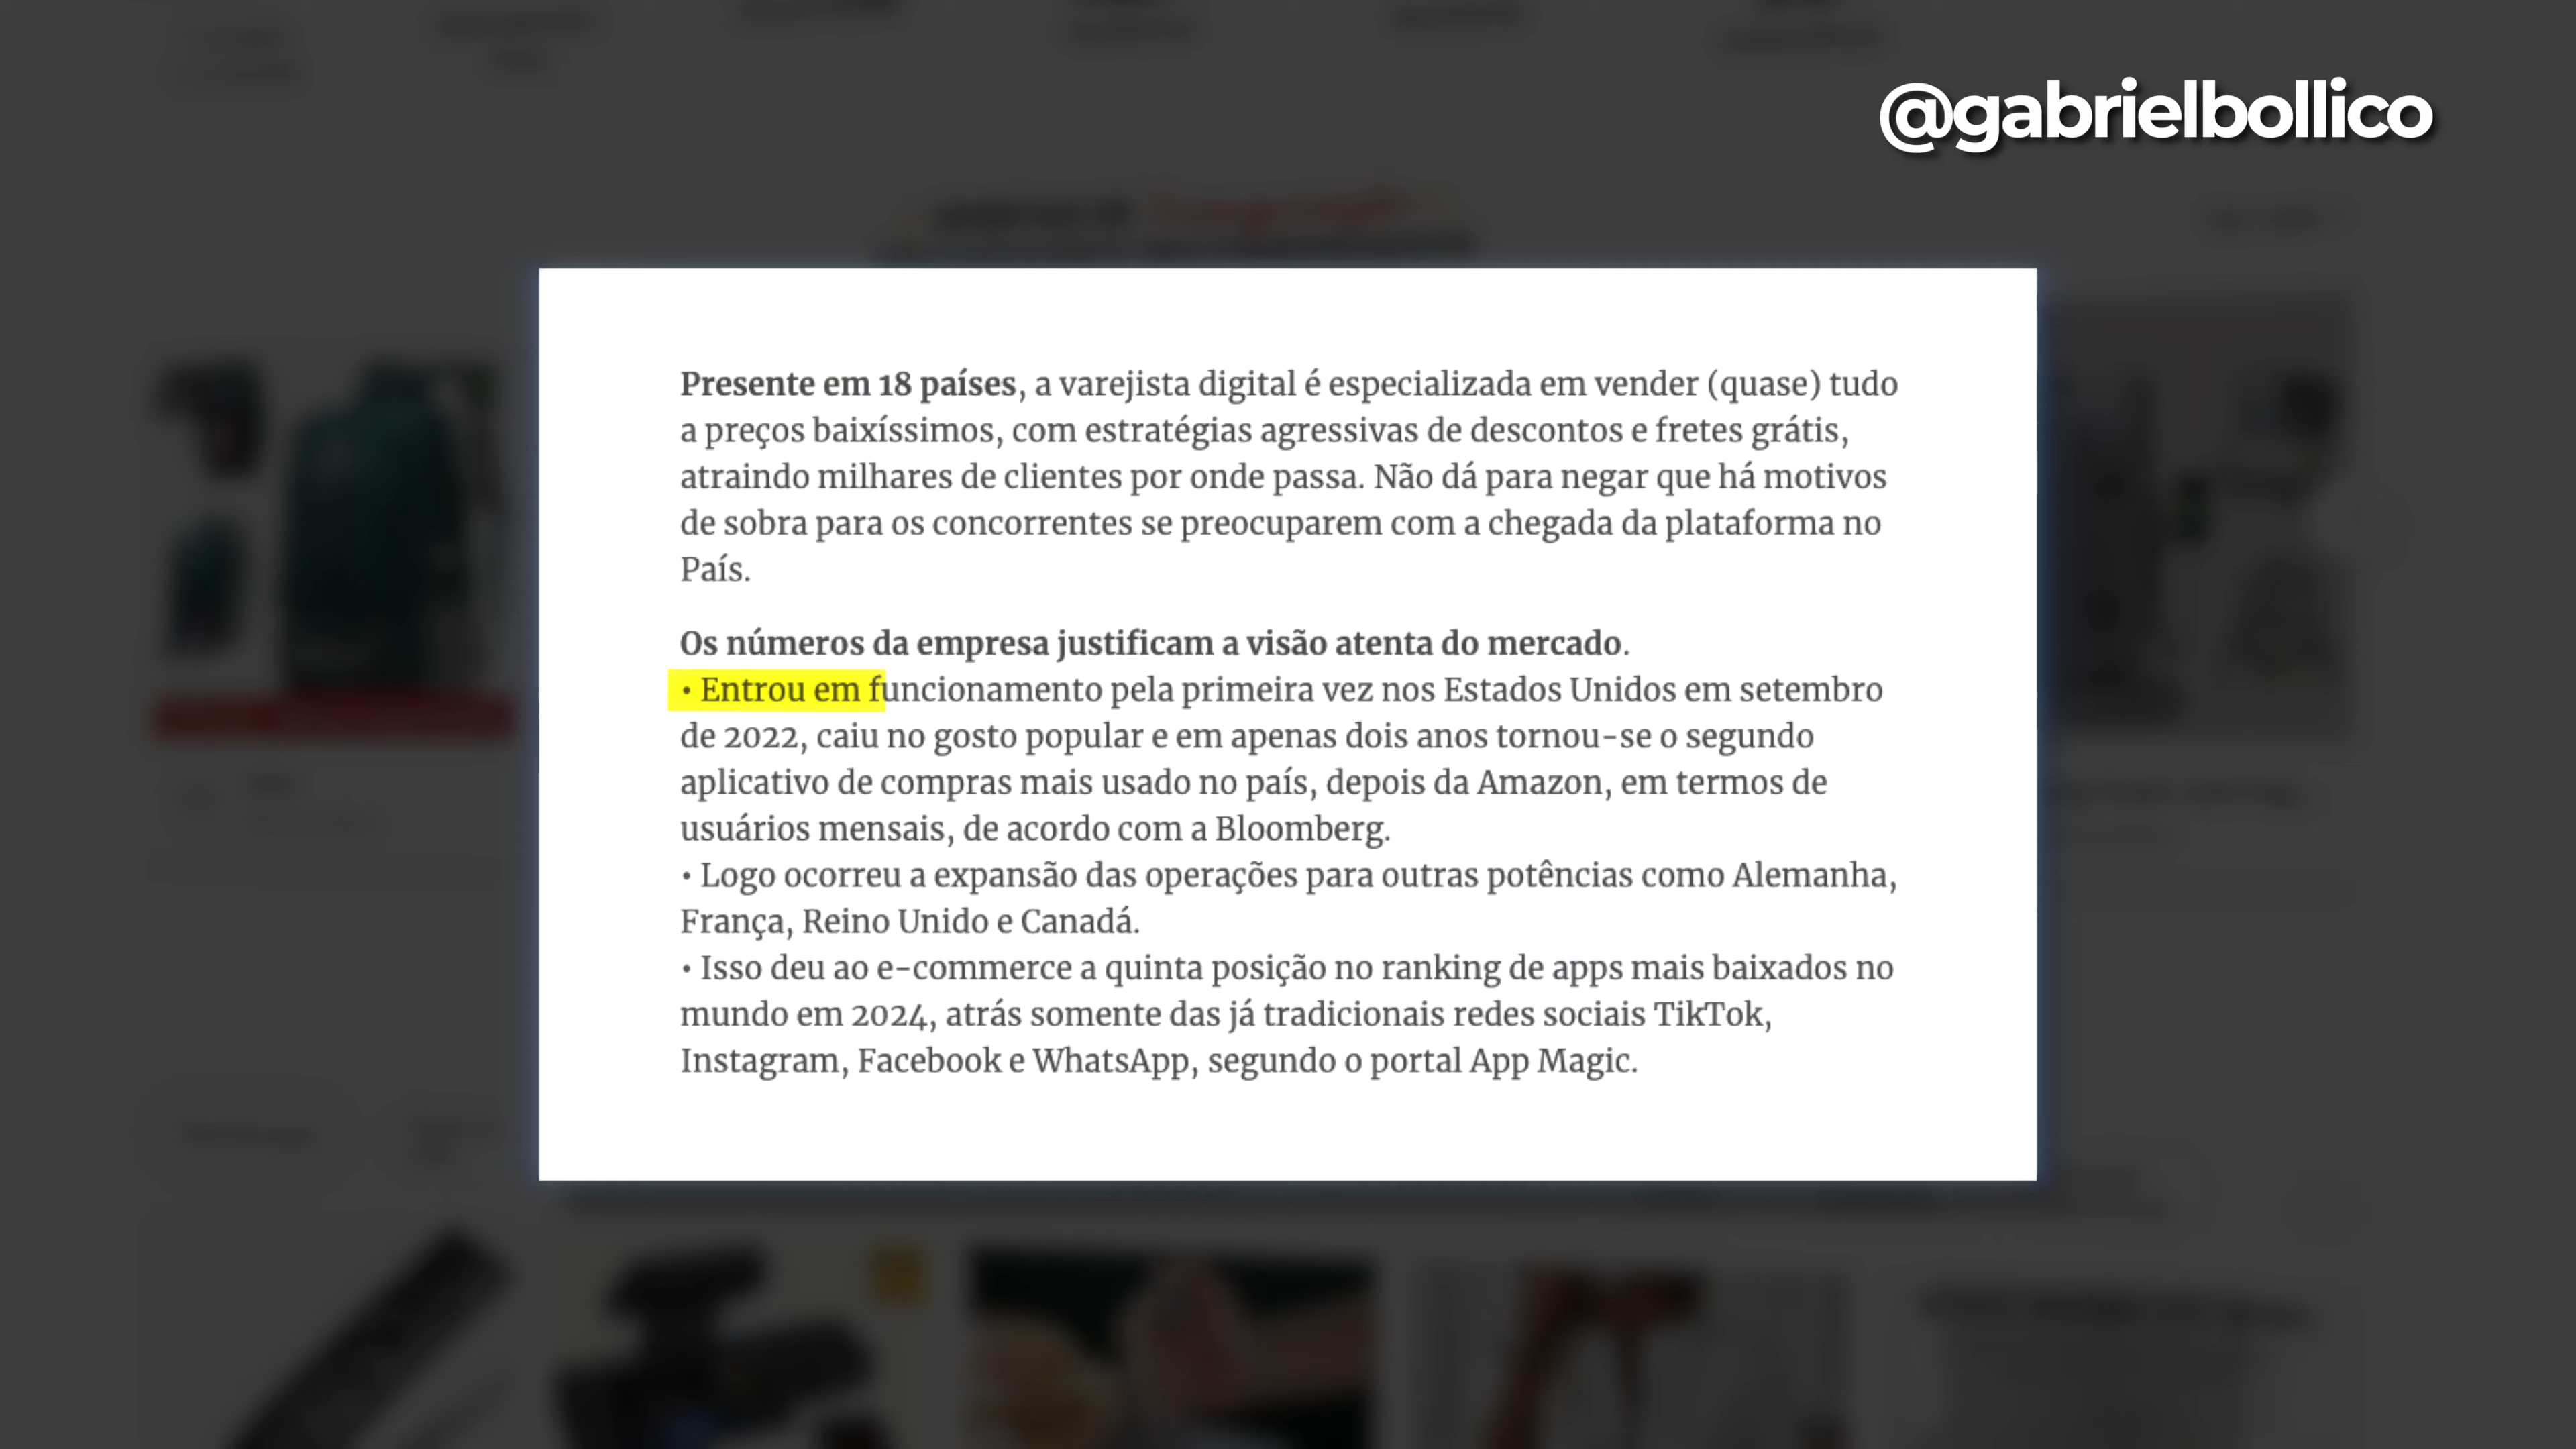 @gabrielbollico
Presente em 18 países, a varejista digital é especializada em vender (quase) tudo
a preços baixíssimos, com estratégias agressivas de descontos e fretes grátis,
atraindo milhares de clientes por onde passa. Não dá para negar que há motivos
de sobra para os concorrentes se preocuparem com a chegada da plataforma no
País.
Os números da empresa justificam a visão atenta do mercado.
• Entrou em funcionamento pela primeira vez nos Estados Unidos em setembro
de 2022, caiu no gosto popular e em apenas dois anos tornou-se o segundo
aplicativo de compras mais usado no país, depois da Amazon, em termos de
usuários mensais, de acordo com a Bloomberg.
• Logo ocorreu a expansão das operações para outras potências como Alemanha,
França, Reino Unido e Canadá.
• Isso deu ao e-commerce a quinta posição no ranking de apps mais baixados no
mundo em 2024, atrás somente das já tradicionais redes sociais TikTok,
Instagram, Facebook e WhatsApp, segundo o portal App Magic.